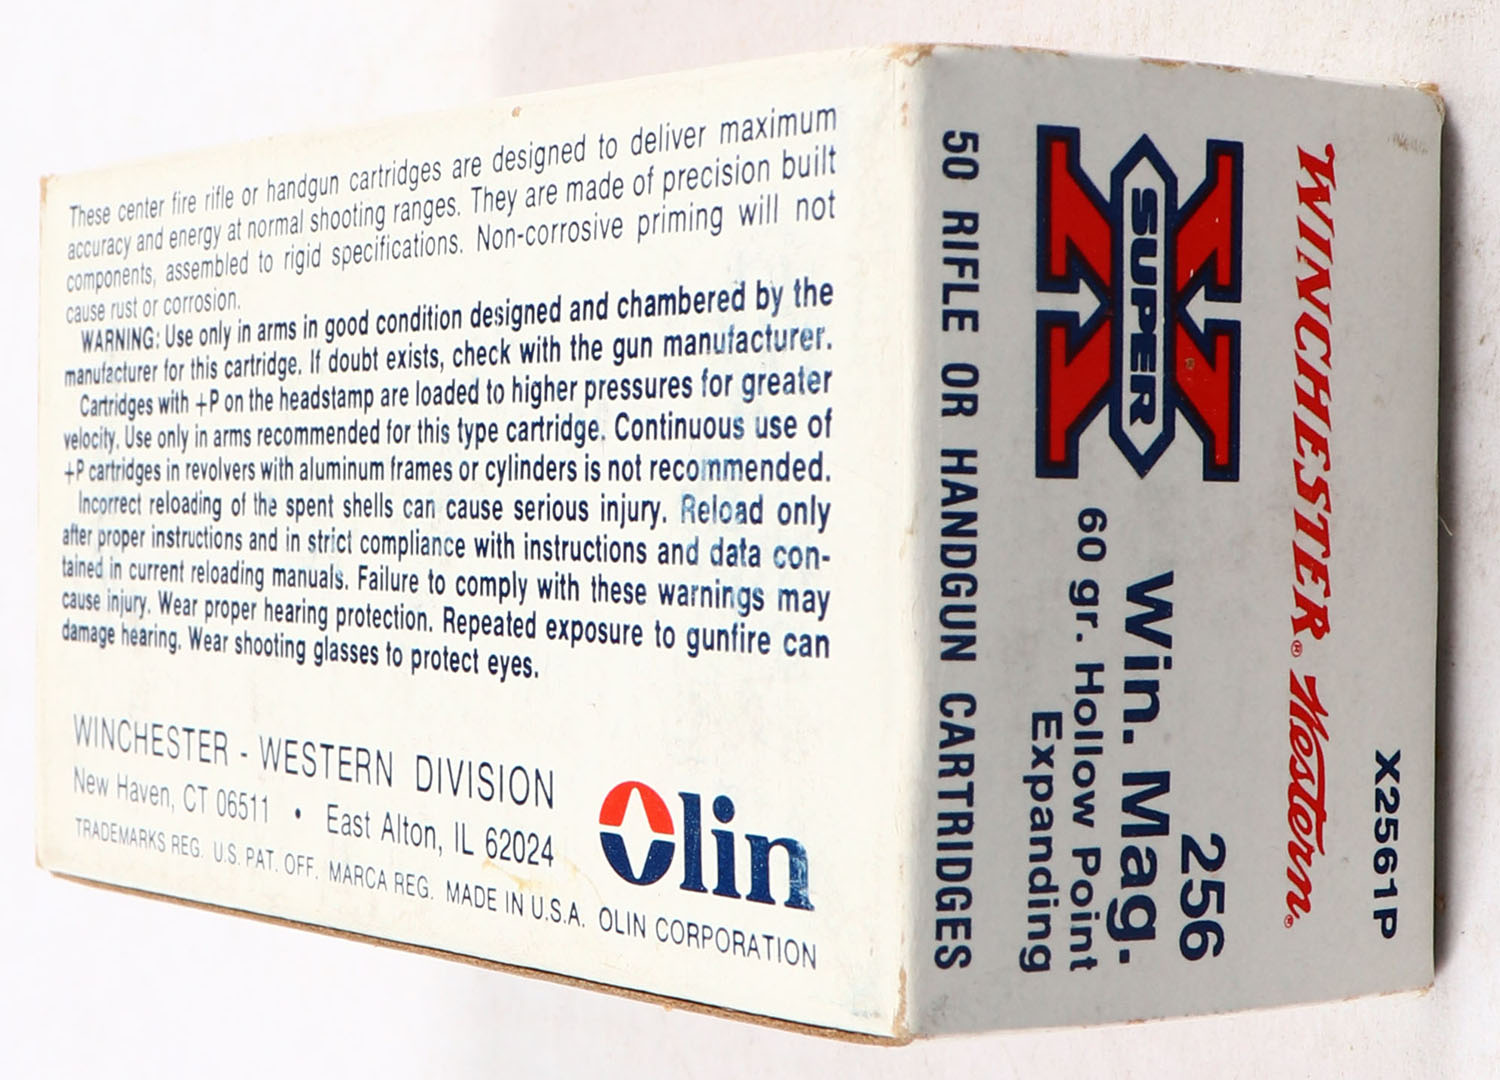 These center fire rifle or handgun cartridges are designed to deliver maximum
accuracy and energy at normal shooting ranges. They are made of precision built
components, assembled to rigid specifications. Non-corrosive priming will not
cause rust or corrosion.
WARNING: Use only in arms in good condition designed and chambered by the
manufacturer for this cartridge. If doubt exists, check with the gun manufacturer.
Cartridges with +P on the headstamp are loaded to higher pressures for greater
velocity. Use only in arms recommended for this type cartridge. Continuous use of
+P cartridges in revolvers with aluminum frames or cylinders is not recommended.
Incorrect reloading of the spent shells can cause serious injury. Reload only
after proper instructions and in strict compliance with instructions and data con-
tained in current reloading manuals. Failure to comply with these warnings may
cause injury. Wear proper hearing protection. Repeated exposure to gunfire can
damage hearing. Wear shooting glasses to protect eyes.
WINCHESTER - WESTERN DIVISION
New Haven, CT 06511 • East Alton, IL 62024
TRADEMARKS REG. U.S. PAT. OFF. MARCA REG. MADE IN U.S.A. OLIN CORPORATION
Olin
X2561P
WINCHESTER® Western®
X SUPER
256
Win. Mag.
60 gr. Hollow Point
Expanding
50 RIFLE OR HANDGUN CARTRIDGES